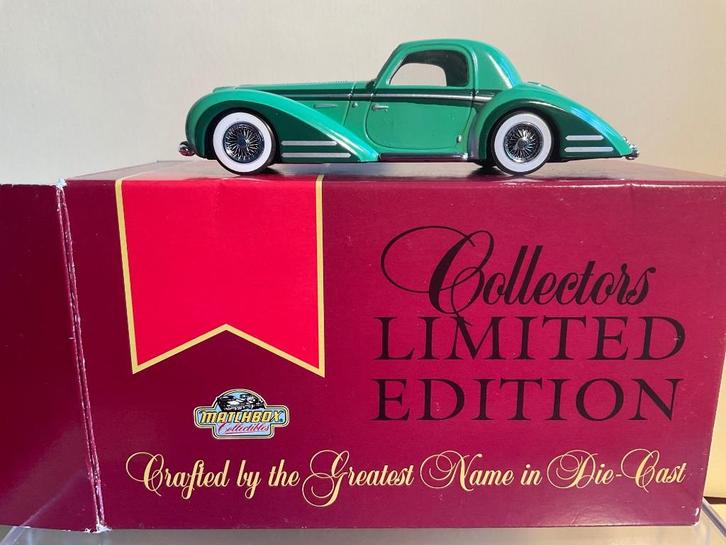 Collectors
LIMITED
EDITION
MATCHBOX
Collectibles
Crafted by the Greatest Name in Die-Cast